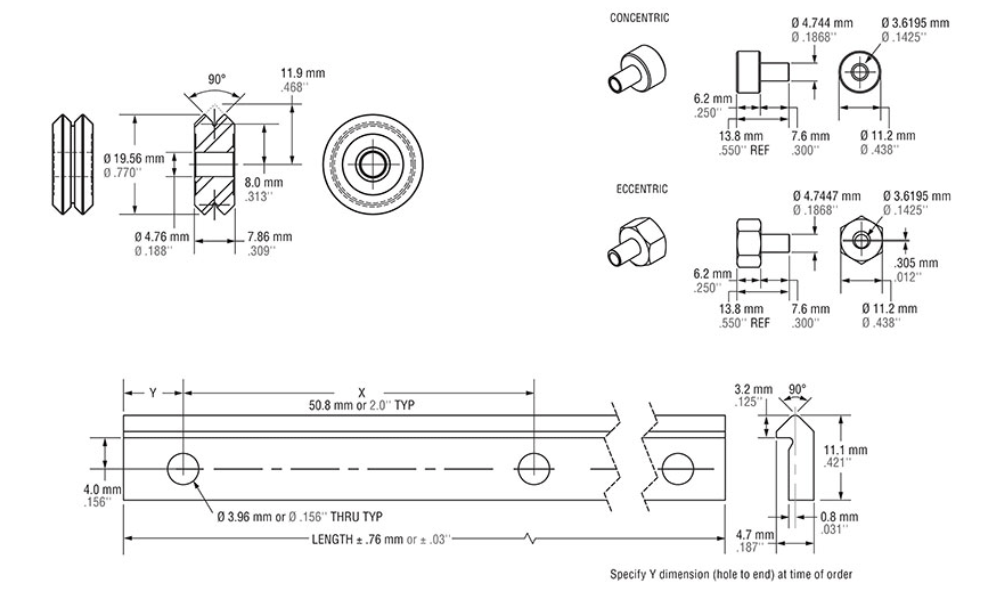 90°
11.9 mm
.468"
Ø 19.56 mm
Ø .770"
8.0 mm
.313"
Ø 4.76 mm
Ø .188"
7.86 mm
.309"
CONCENTRIC
Ø 4.744 mm
Ø .1868"
Ø 3.6195 mm
Ø .1425"
6.2 mm
.250"
13.8 mm
.550" REF
7.6 mm
.300"
Ø 11.2 mm
Ø .438"
ECCENTRIC
Ø 4.7447 mm
Ø .1868"
Ø 3.6195 mm
Ø .1425"
.305 mm
.012"
6.2 mm
.250"
13.8 mm
.550" REF
7.6 mm
.300"
Ø 11.2 mm
Ø .438"
Y
X
50.8 mm or 2.0" TYP
4.0 mm
.156"
Ø 3.96 mm or Ø .156" THRU TYP
LENGTH ± .76 mm or ± .03"
3.2 mm
.125"
90°
11.1 mm
.421"
0.8 mm
.031"
4.7 mm
.187"
Specify Y dimension (hole to end) at time of order